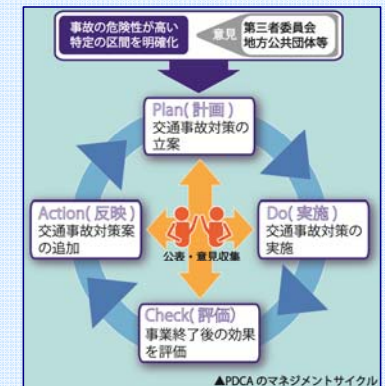 事故の危険性が高い
特定の区間を明確化
意見
第三者委員会
地方公共団体等
Plan(計画)
交通事故対策の
立案
Action(反映)
交通事故対策案
の追加
Do(実施)
交通事故対策の
実施
公表・意見収集
Check(評価)
事業終了後の効果
を評価
▲PDCAのマネジメントサイクル